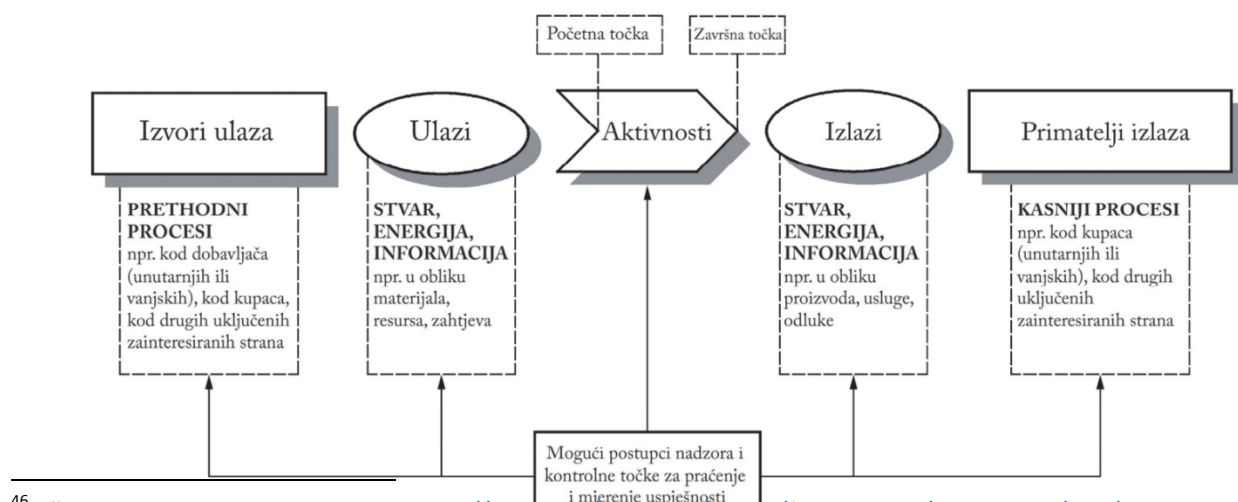 Početna točka
Završna točka
Izvori ulaza
Ulazi
Aktivnosti
Izlazi
Primatelji izlaza
PRETHODNI
PROCESI
npr. kod dobavljača
(unutarnjih ili
vanjskih), kod kupaca,
kod drugih uključenih
zainteresiranih strana
STVAR,
ENERGIJA,
INFORMACIJA
npr. u obliku
materijala,
resursa, zahtjeva
STVAR,
ENERGIJA,
INFORMACIJA
npr. u obliku
proizvoda, usluge,
odluke
KASNIJI PROCESI
npr. kod kupaca
(unutarnjih ili
vanjskih), kod drugih
uključenih
zainteresiranih strana
Mogući postupci nadzora i
kontrolne točke za praćenje
i mjerenje uspješnosti
46